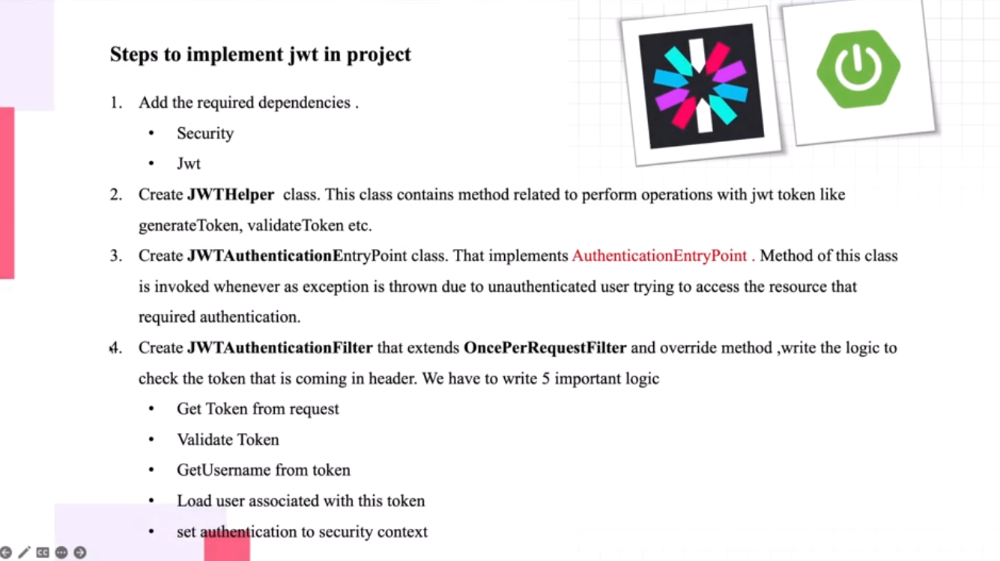 Steps to implement jwt in project
1. Add the required dependencies .
• Security
• Jwt
2. Create JWTHelper class. This class contains method related to perform operations with jwt token like
generateToken, validateToken etc.
3. Create JWTAuthenticationEntryPoint class. That implements AuthenticationEntryPoint . Method of this class
is invoked whenever as exception is thrown due to unauthenticated user trying to access the resource that
required authentication.
4. Create JWTAuthenticationFilter that extends OncePerRequestFilter and override method ,write the logic to
check the token that is coming in header. We have to write 5 important logic
• Get Token from request
• Validate Token
• GetUsername from token
• Load user associated with this token
• set authentication to security context
CC